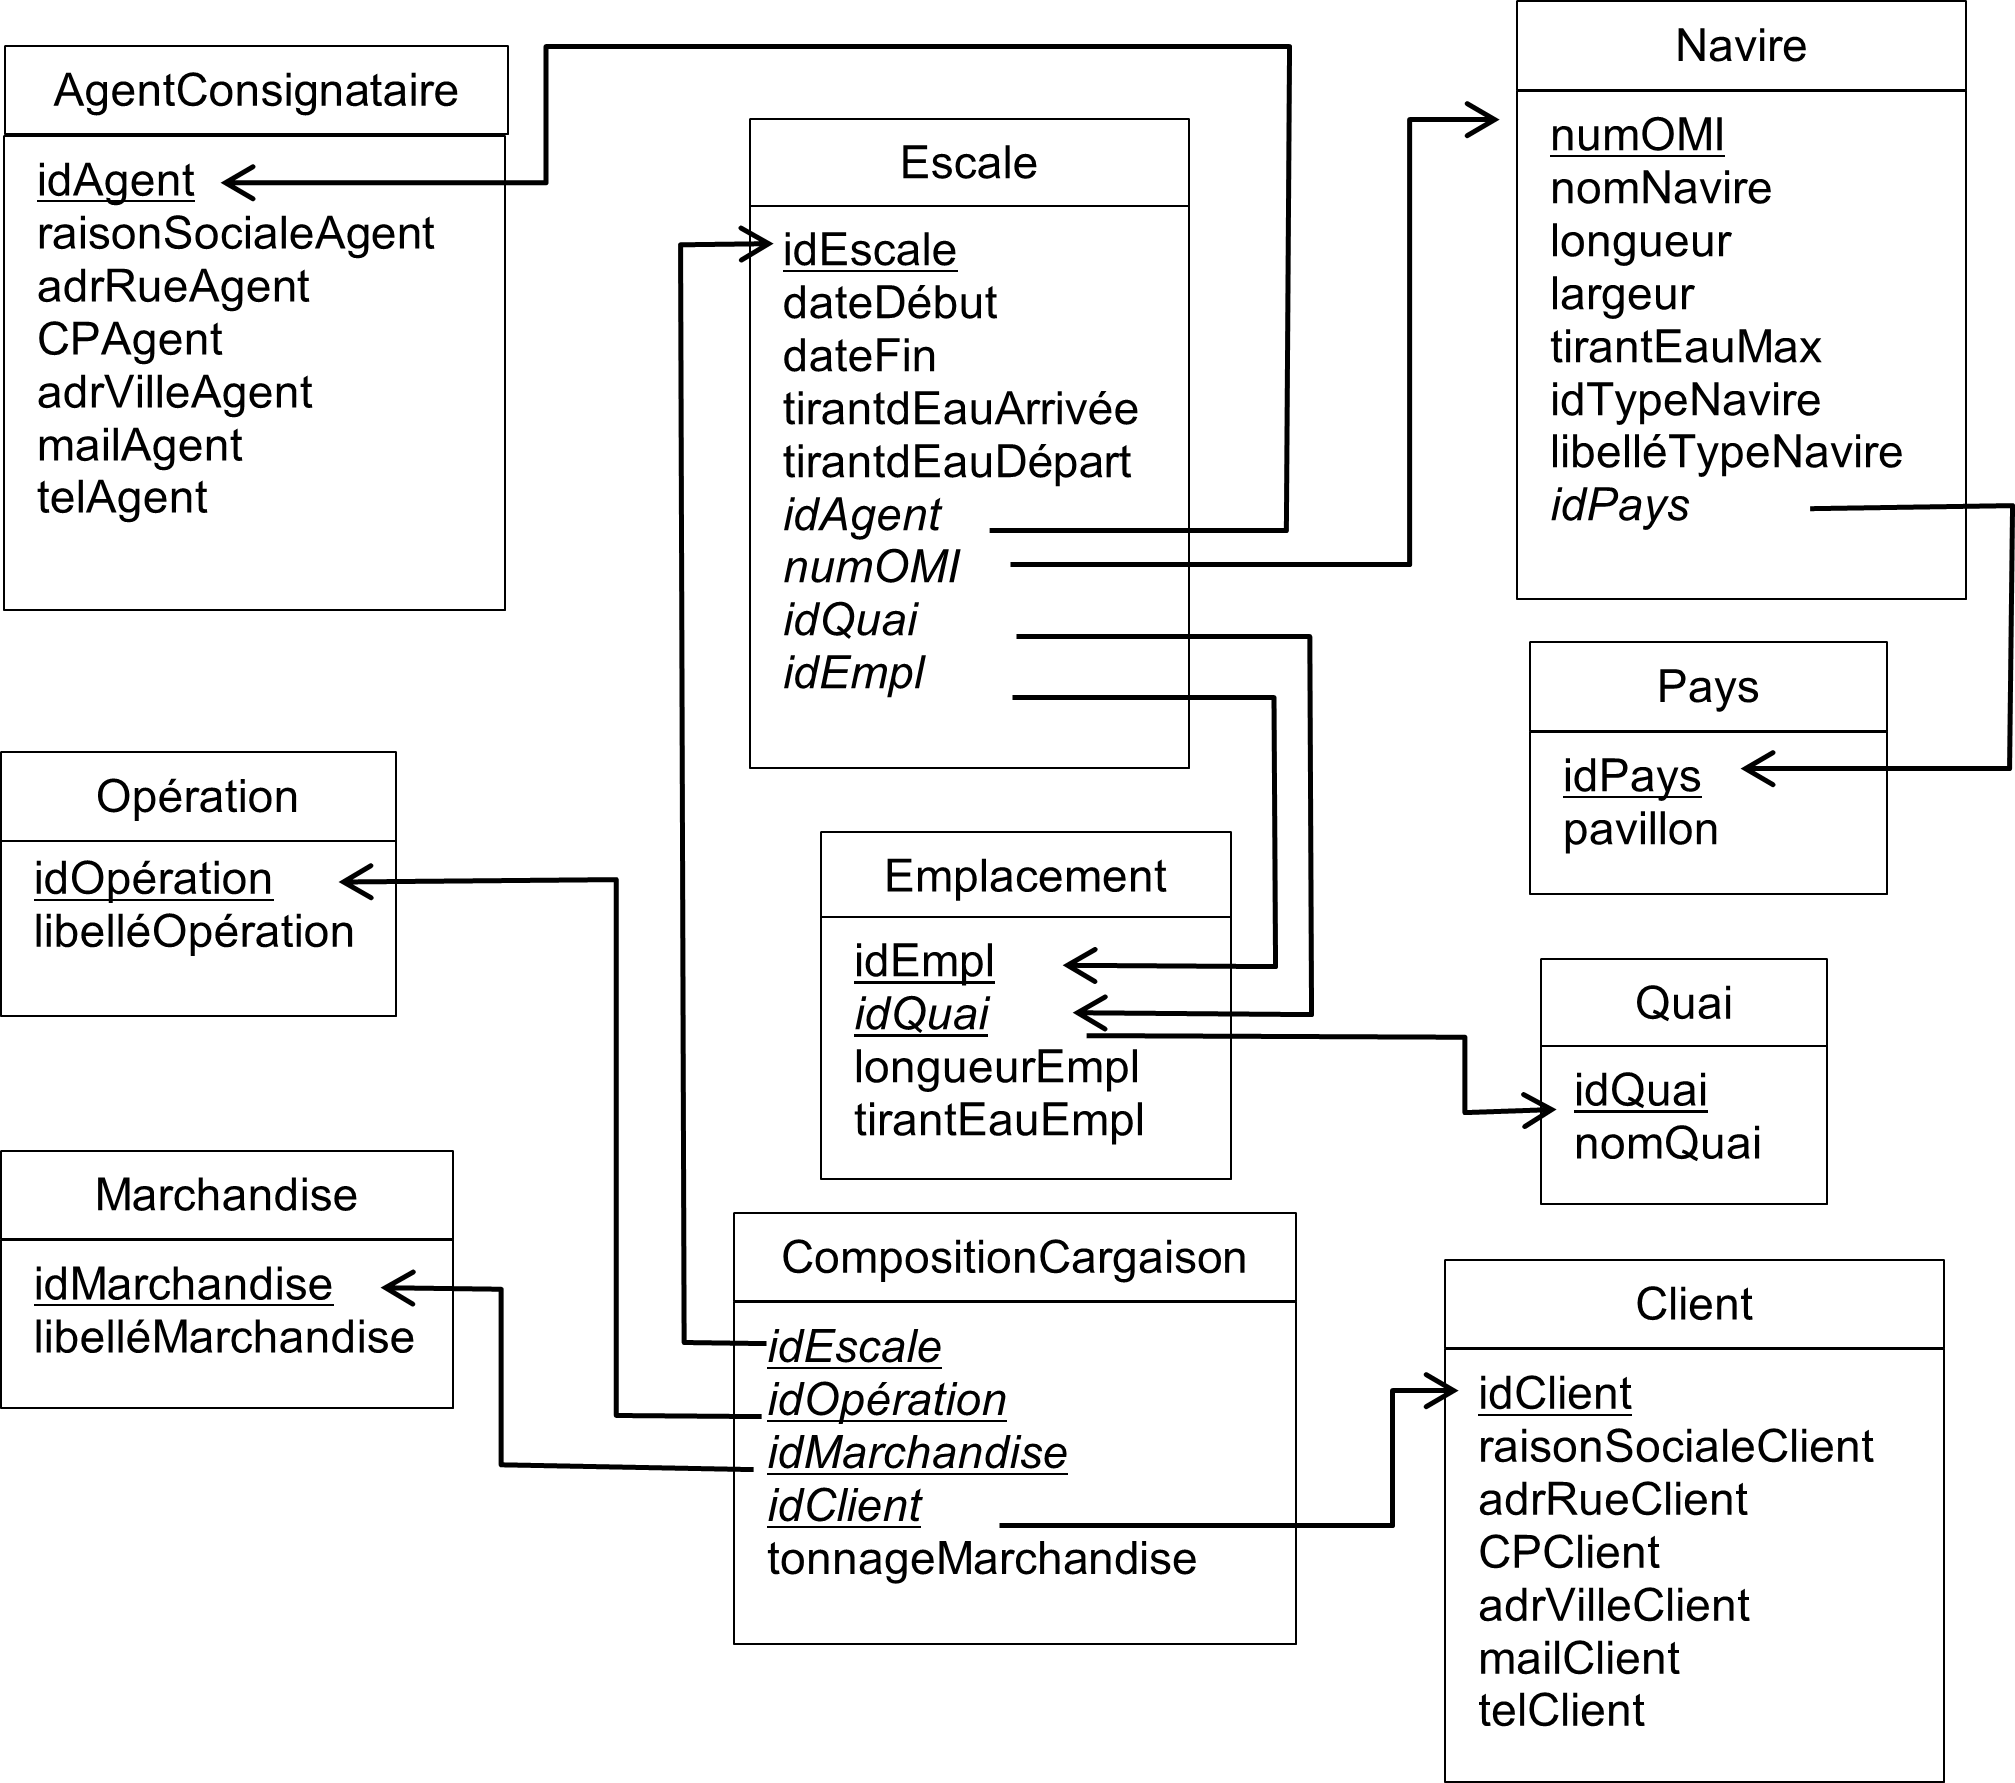 AgentConsignataire
idAgent
raisonSocialeAgent
adrRueAgent
CPAgent
adrVilleAgent
mailAgent
telAgent
Escale
idEscale
dateDébut
dateFin
tirantdEauArrivée
tirantdEauDépart
idAgent
numOMI
idQuai
idEmpl
Navire
numOMI
nomNavire
longueur
largeur
tirantEauMax
idTypeNavire
libelléTypeNavire
idPays
Pays
idPays
pavillon
Opération
idOpération
libelléOpération
Emplacement
idEmpl
idQuai
longueurEmpl
tirantEauEmpl
Quai
idQuai
nomQuai
Marchandise
idMarchandise
libelléMarchandise
CompositionCargaison
idEscale
idOpération
idMarchandise
idClient
tonnageMarchandise
Client
idClient
raisonSocialeClient
adrRueClient
CPClient
adrVilleClient
mailClient
telClient